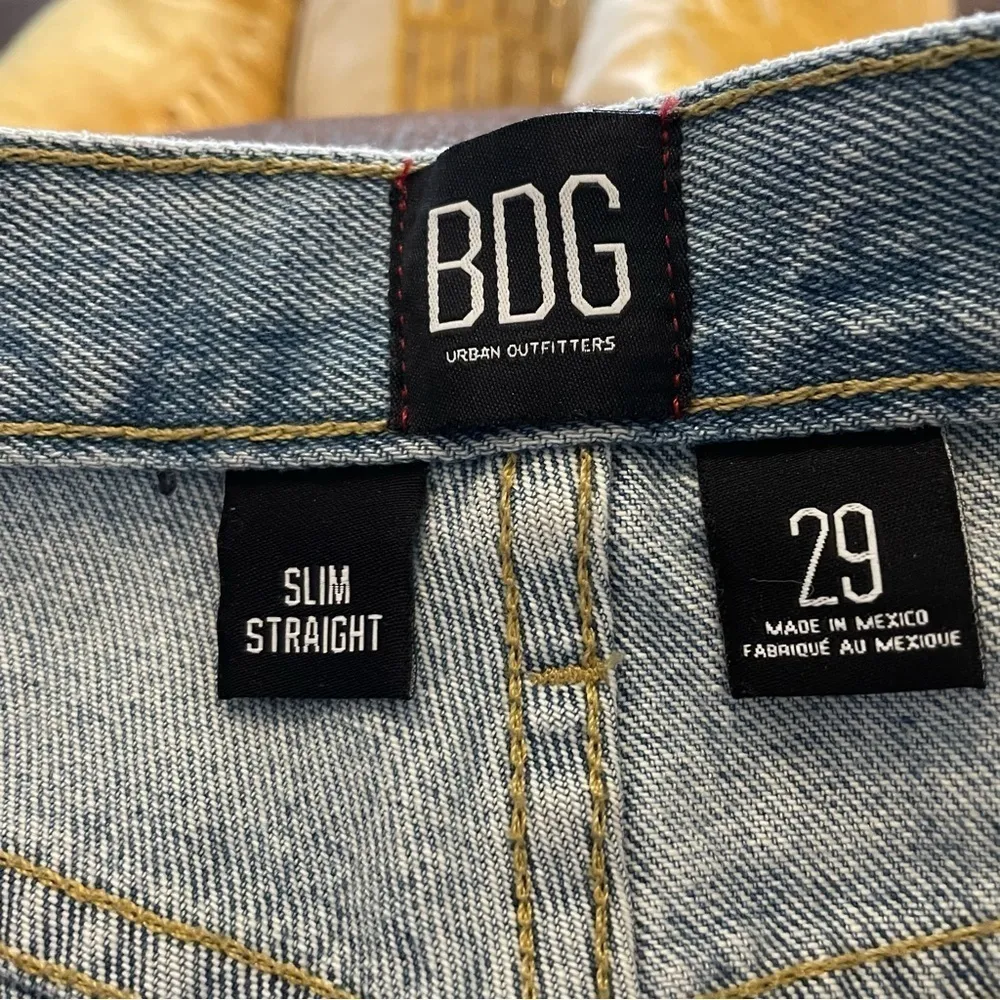 BDG
URBAN OUTFITTERS
SLIM
STRAIGHT
29
MADE IN MEXICO
FABRIQUÉ AU MEXIQUE